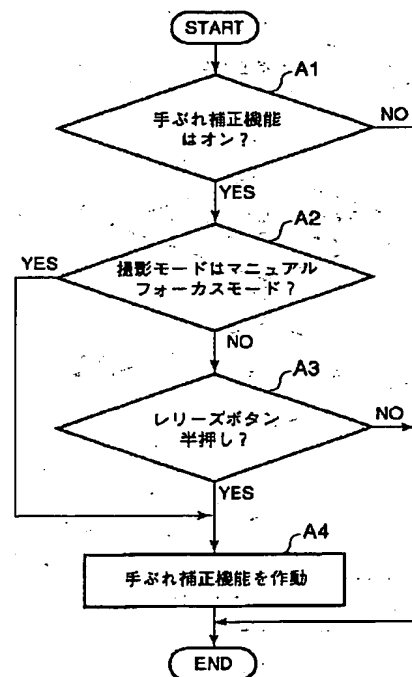 START
A1
手ぶれ補正機能
はオン?
NO
YES
A2
撮影モードはマニュアル
フォーカスモード?
YES
NO
A3
レリーズボタン
半押し?
NO
YES
A4
手ぶれ補正機能を作動
END